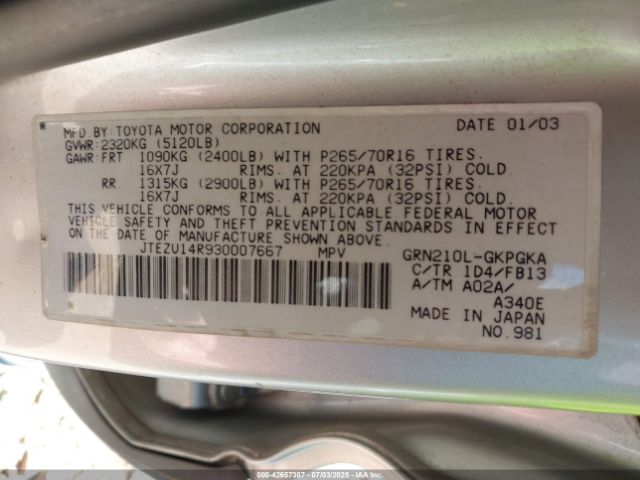 MFD BY: TOYOTA MOTOR CORPORATION DATE 01/03
GVWR: 2320KG (5120LB)
GAWR: FRT 1090KG (2400LB) WITH P265/70R16 TIRES.
16X7J RIMS. AT 220KPA (32PSI) COLD
RR 1315KG (2900LB) WITH P265/70R16 TIRES.
16X7J RIMS. AT 220KPA (32PSI) COLD
THIS VEHICLE CONFORMS TO ALL APPLICABLE FEDERAL MOTOR
VEHICLE SAFETY AND THEFT PREVENTION STANDARDS IN EFFECT
ON THE DATE OF MANUFACTURE SHOWN ABOVE.
JTEZU14R930007667 MPV GRN210L-GKPGKA
C/TR 1D4/FB13
A/TM A02A/
A340E
MADE IN JAPAN
NO.981
000-42657387 - 07/03/2025 - IAA Inc.